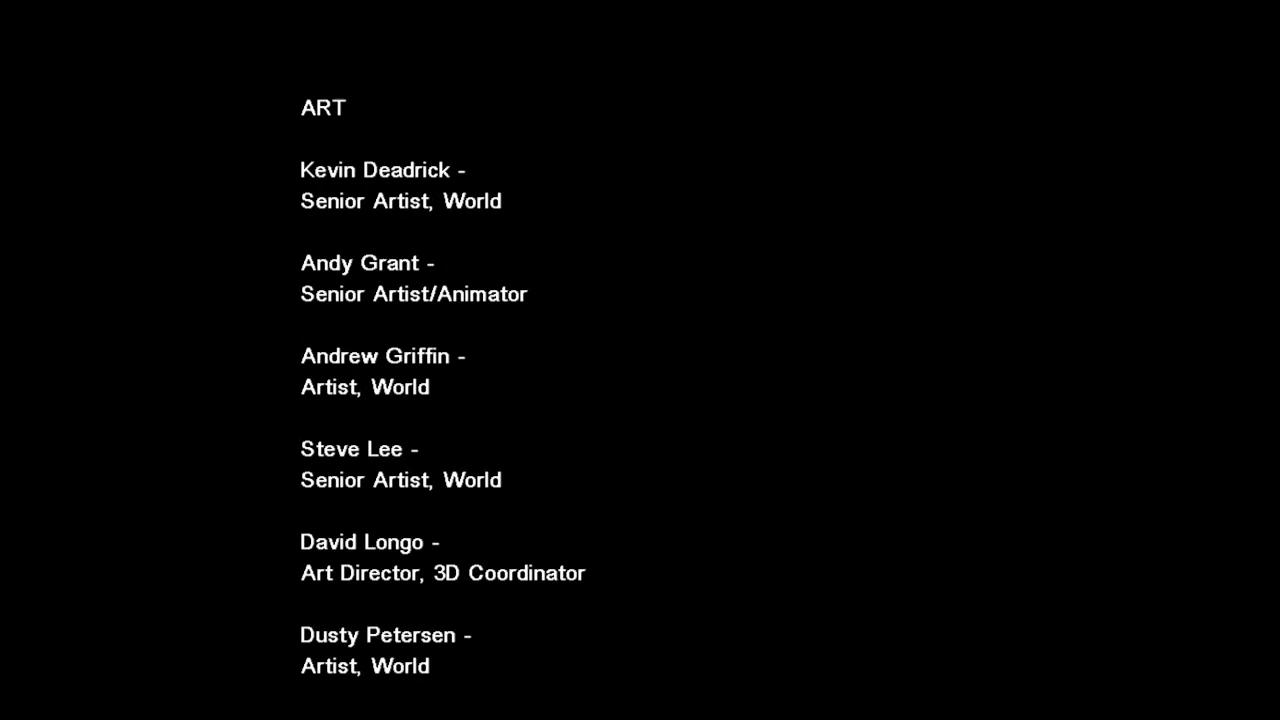 ART
Kevin Deadrick -
Senior Artist, World
Andy Grant -
Senior Artist/Animator
Andrew Griffin -
Artist, World
Steve Lee -
Senior Artist, World
David Longo -
Art Director, 3D Coordinator
Dusty Petersen -
Artist, World